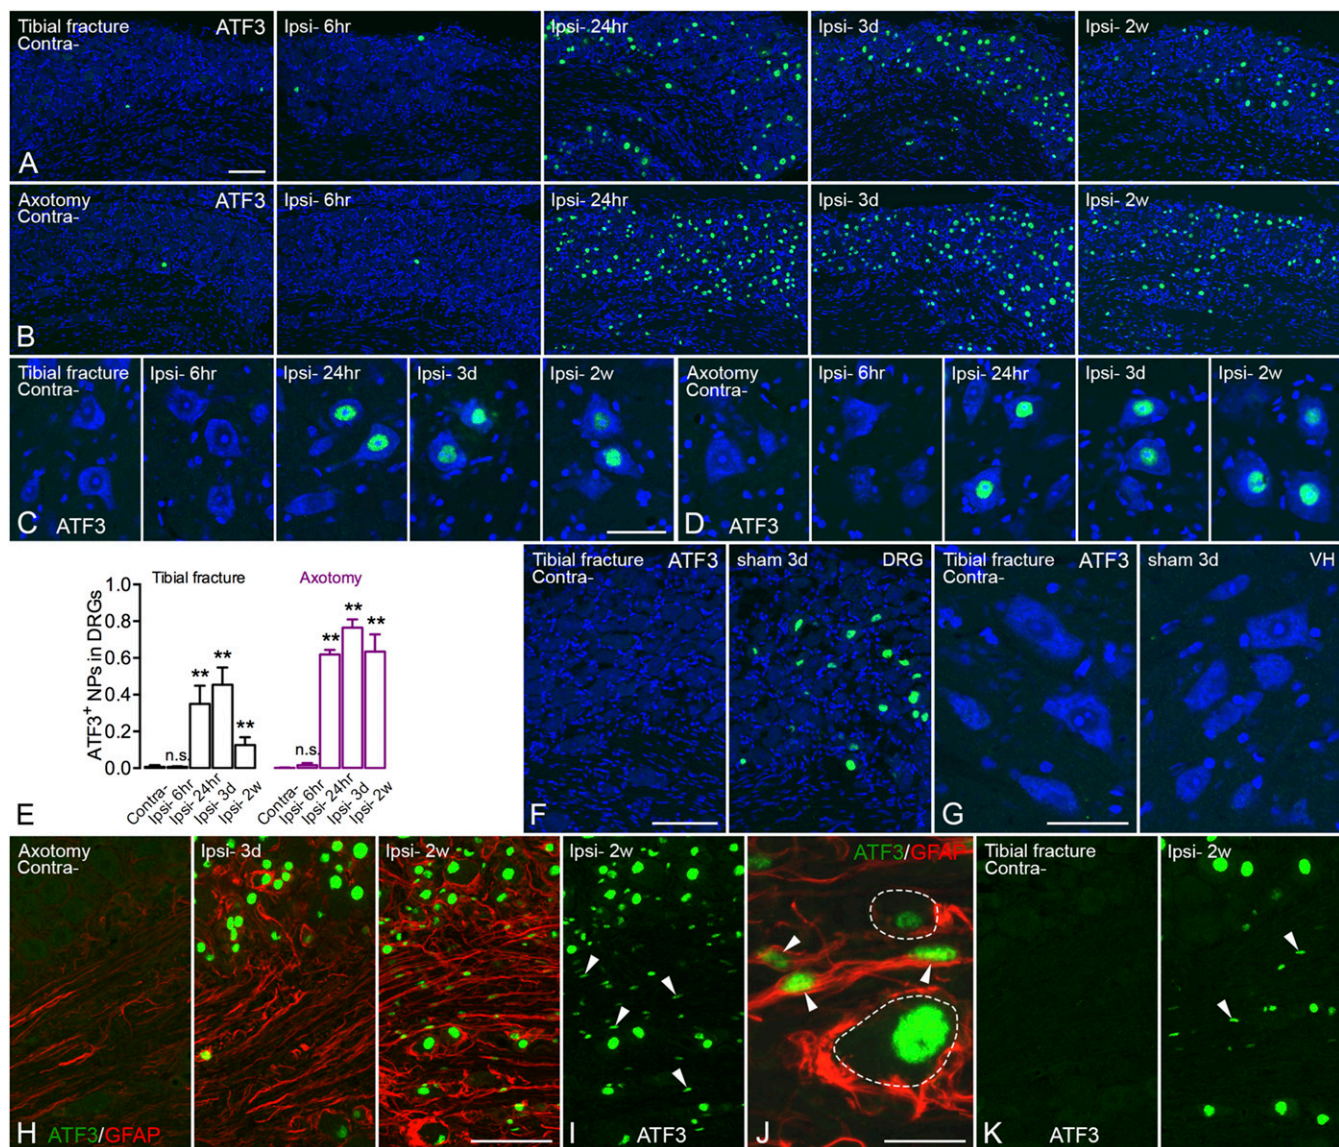 Tibial fracture ATF3
Contra-
Ipsi- 6hr
Ipsi- 24hr
Ipsi- 3d
Ipsi- 2w
A
Axotomy ATF3
Contra-
Ipsi- 6hr
Ipsi- 24hr
Ipsi- 3d
Ipsi- 2w
B
Tibial fracture
Contra-
Ipsi- 6hr
Ipsi- 24hr
Ipsi- 3d
Ipsi- 2w
C ATF3
Axotomy
Contra-
Ipsi- 6hr
Ipsi- 24hr
Ipsi- 3d
Ipsi- 2w
D ATF3
Tibial fracture Axotomy
ATF3+ NPs in DRGs
1.0
0.8
0.6
0.4
0.2
0.0
n.s. ** ** **
n.s. ** ** **
Contra- Ipsi- 6hr Ipsi- 24hr Ipsi- 3d Ipsi- 2w
Contra- Ipsi- 6hr Ipsi- 24hr Ipsi- 3d Ipsi- 2w
E
Tibial fracture ATF3
Contra-
sham 3d DRG
F
Tibial fracture ATF3
Contra-
sham 3d VH
G
Axotomy
Contra-
Ipsi- 3d
Ipsi- 2w
H ATF3/GFAP
Ipsi- 2w
I ATF3
ATF3/GFAP
J
Tibial fracture
Contra-
Ipsi- 2w
K ATF3